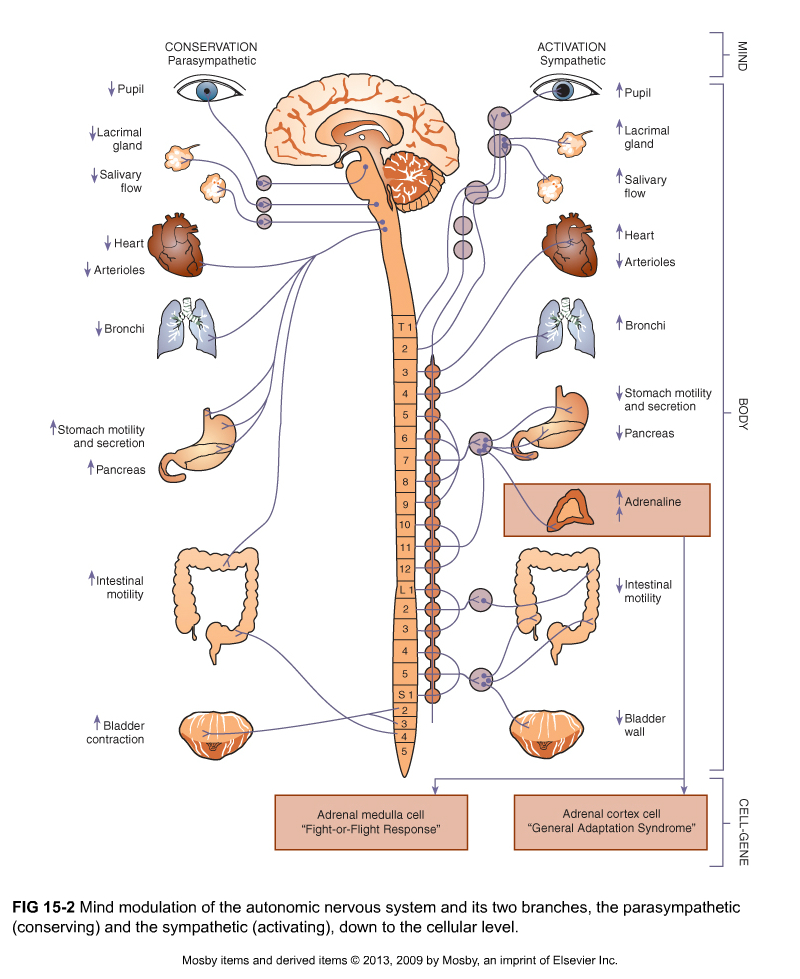 CONSERVATION
Parasympathetic
ACTIVATION
Sympathetic
MIND
↓ Pupil
↓ Lacrimal
gland
↓ Salivary
flow
↓ Heart
↓ Arterioles
↓ Bronchi
↑ Stomach motility
and secretion
↑ Pancreas
↑ Intestinal
motility
↑ Bladder
contraction
T 1
2
3
4
5
6
7
8
9
10
11
12
L 1
2
3
4
5
S 1
2
3
4
5
↑ Pupil
↑ Lacrimal
gland
↑ Salivary
flow
↑ Heart
↓ Arterioles
↑ Bronchi
↓ Stomach motility
and secretion
↓ Pancreas
↑ Adrenaline
↑
↓ Intestinal
motility
↓ Bladder
wall
BODY
Adrenal medulla cell
“Fight-or-Flight Response”
Adrenal cortex cell
“General Adaptation Syndrome”
CELL-GENE
FIG 15-2 Mind modulation of the autonomic nervous system and its two branches, the parasympathetic
(conserving) and the sympathetic (activating), down to the cellular level.
Mosby items and derived items © 2013, 2009 by Mosby, an imprint of Elsevier Inc.